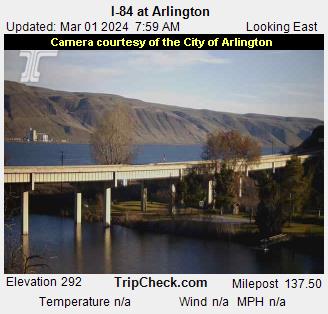 I-84 at Arlington
Updated: Mar 01 2024 7:59 AM Looking East
Camera courtesy of the City of Arlington
Elevation 292 TripCheck.com Milepost 137.50
Temperature n/a Wind n/a MPH n/a